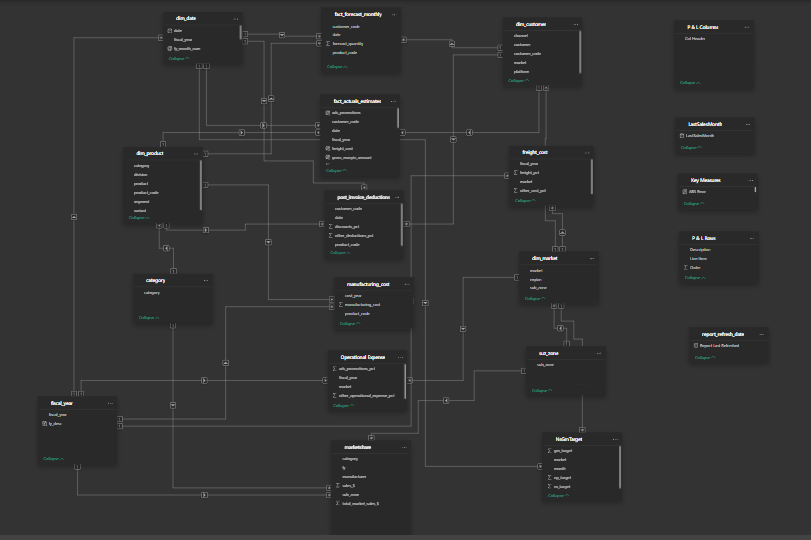 dim_date
date
fiscal_year
fy_month_num
Collapse
fact_forecast_monthly
customer_code
date
forecast_quantity
product_code
Collapse
dim_customer
channel
customer
customer_code
market
platform
Collapse
P & L Columns
Col Header
Collapse
fact_actuals_estimates
ads_promotions
customer_code
date
fiscal_year
freight_cost
gross_margin_amount
Collapse
LastSalesMonth
LastSalesMonth
Collapse
dim_product
category
division
product
product_code
segment
variant
Collapse
freight_cost
fiscal_year
freight_pct
market
other_cost_pct
Collapse
Key Measures
Collapse
post_invoice_deductions
customer_code
date
discounts_pct
other_deductions_pct
product_code
Collapse
P & L Rows
Description
Line Item
Order
Collapse
dim_market
market
region
sub_zone
Collapse
category
category
Collapse
manufacturing_cost
cost_year
manufacturing_cost
product_code
Collapse
report_refresh_date
Report Last Refreshed
Collapse
Operational Expense
ads_promotions_pct
fiscal_year
market
other_operational_expense_pct
Collapse
sub_zone
sub_zone
Collapse
fiscal_year
fiscal_year
fy_desc
Collapse
marketshare
category
fy
manufacturer
sales_$
sub_zone
total_market_sales_$
NsGmTarget
gm_target
market
month
np_target
ns_target
Collapse